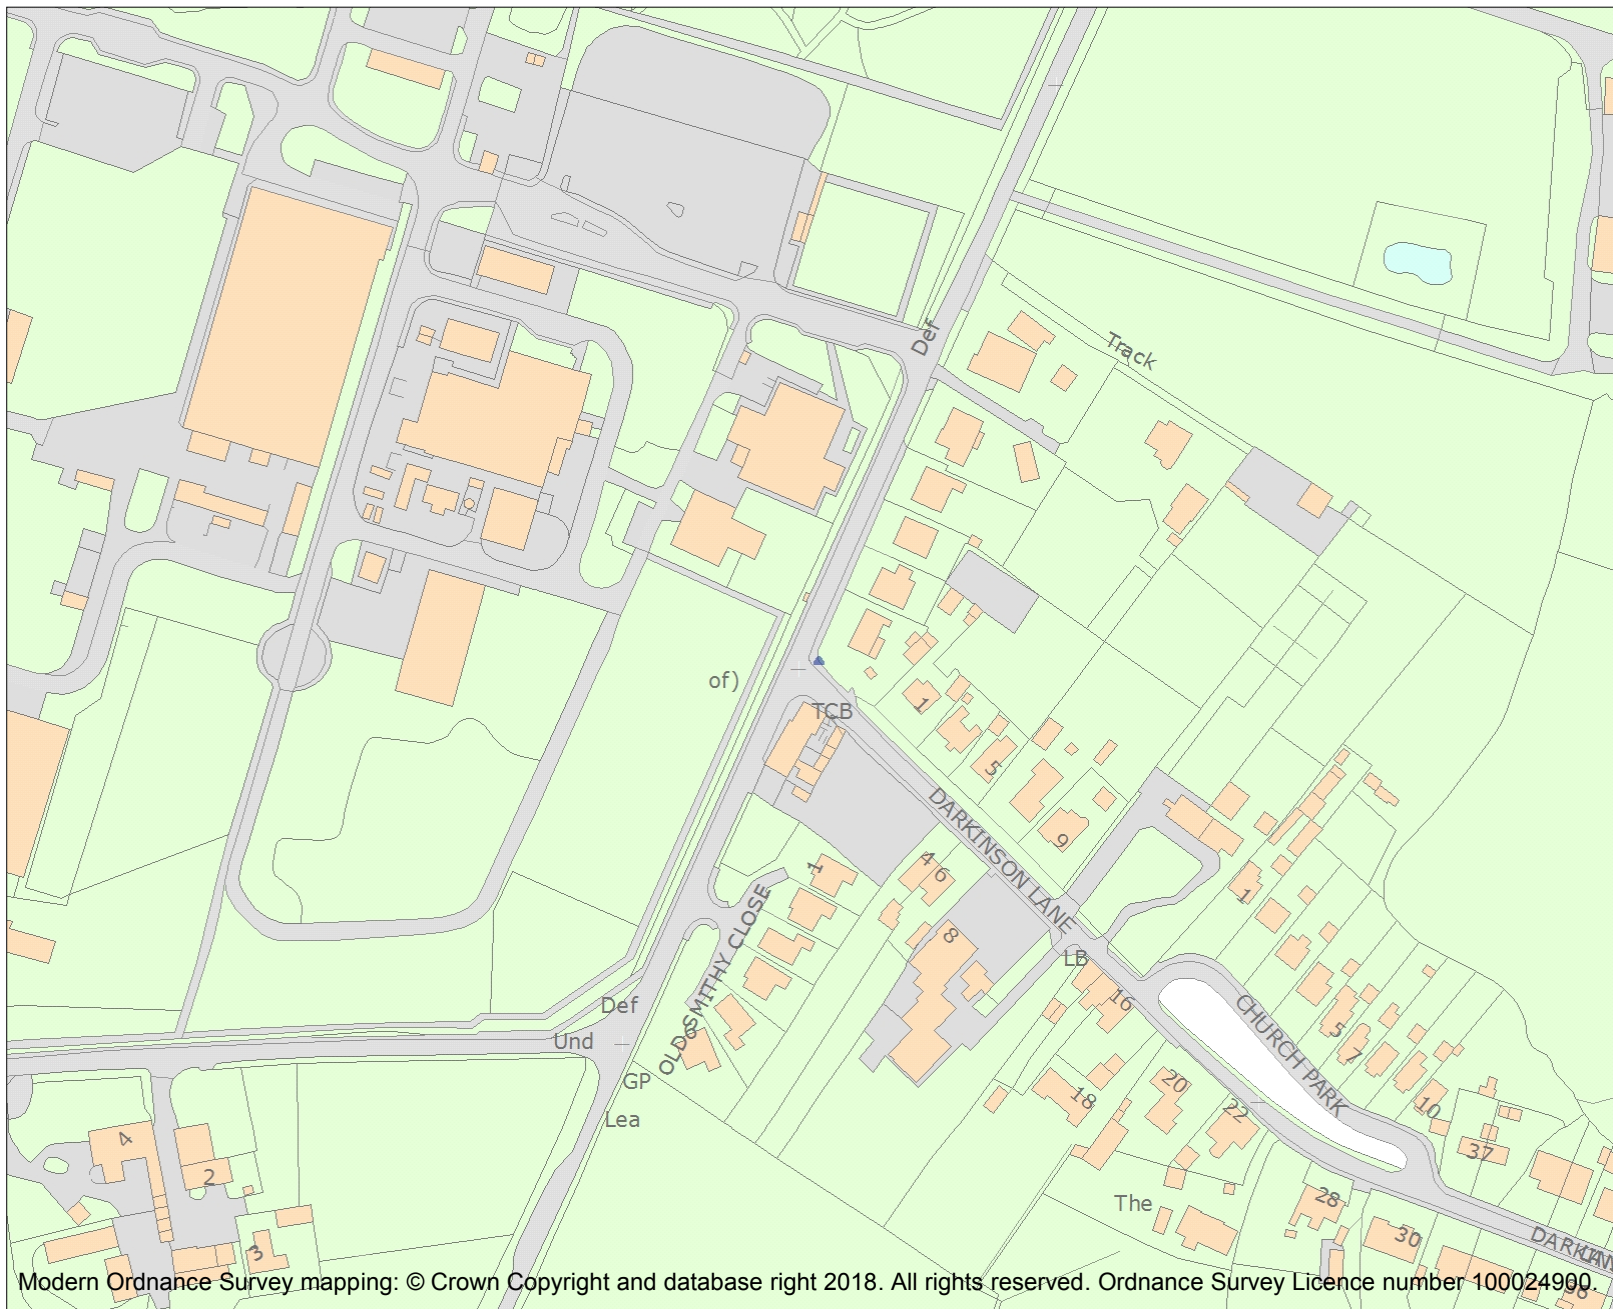 Def
Track
of)
TCB
1
5
DARKINSON LANE
9
1
4 6
1
OLD SMITHY CLOSE
8
LB
16
CHURCH PARK
Def
Und
6
5
7
GP
18
20
22
10
Lea
4
2
37
The
28
3
30
Modern Ordnance Survey mapping: © Crown Copyright and database right 2018. All rights reserved. Ordnance Survey Licence number 100024900.